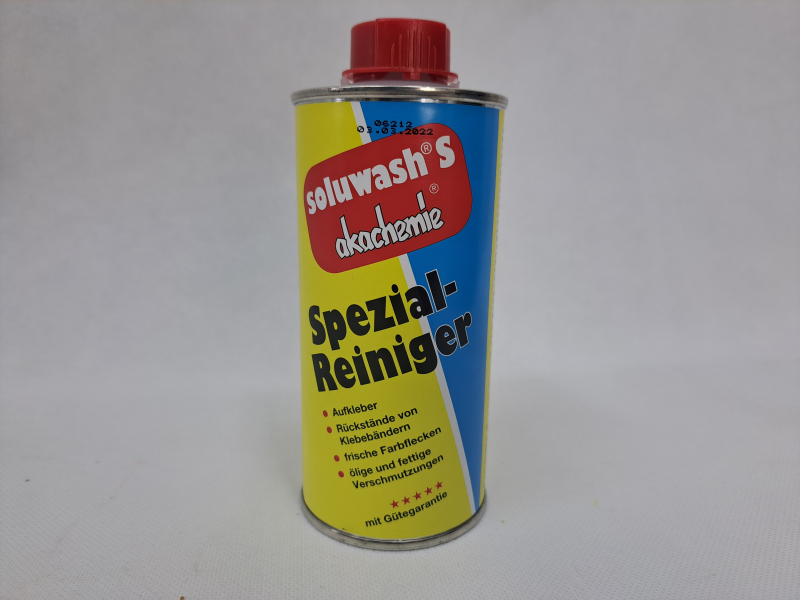 06212
03.03.2022
soluwash® S
akachemie®
Spezial-
Reiniger
• Aufkleber
• Rückstände von
Klebebändern
• frische Farbflecken
• ölige und fettige
Verschmutzungen
★★★★★
mit Gütegarantie